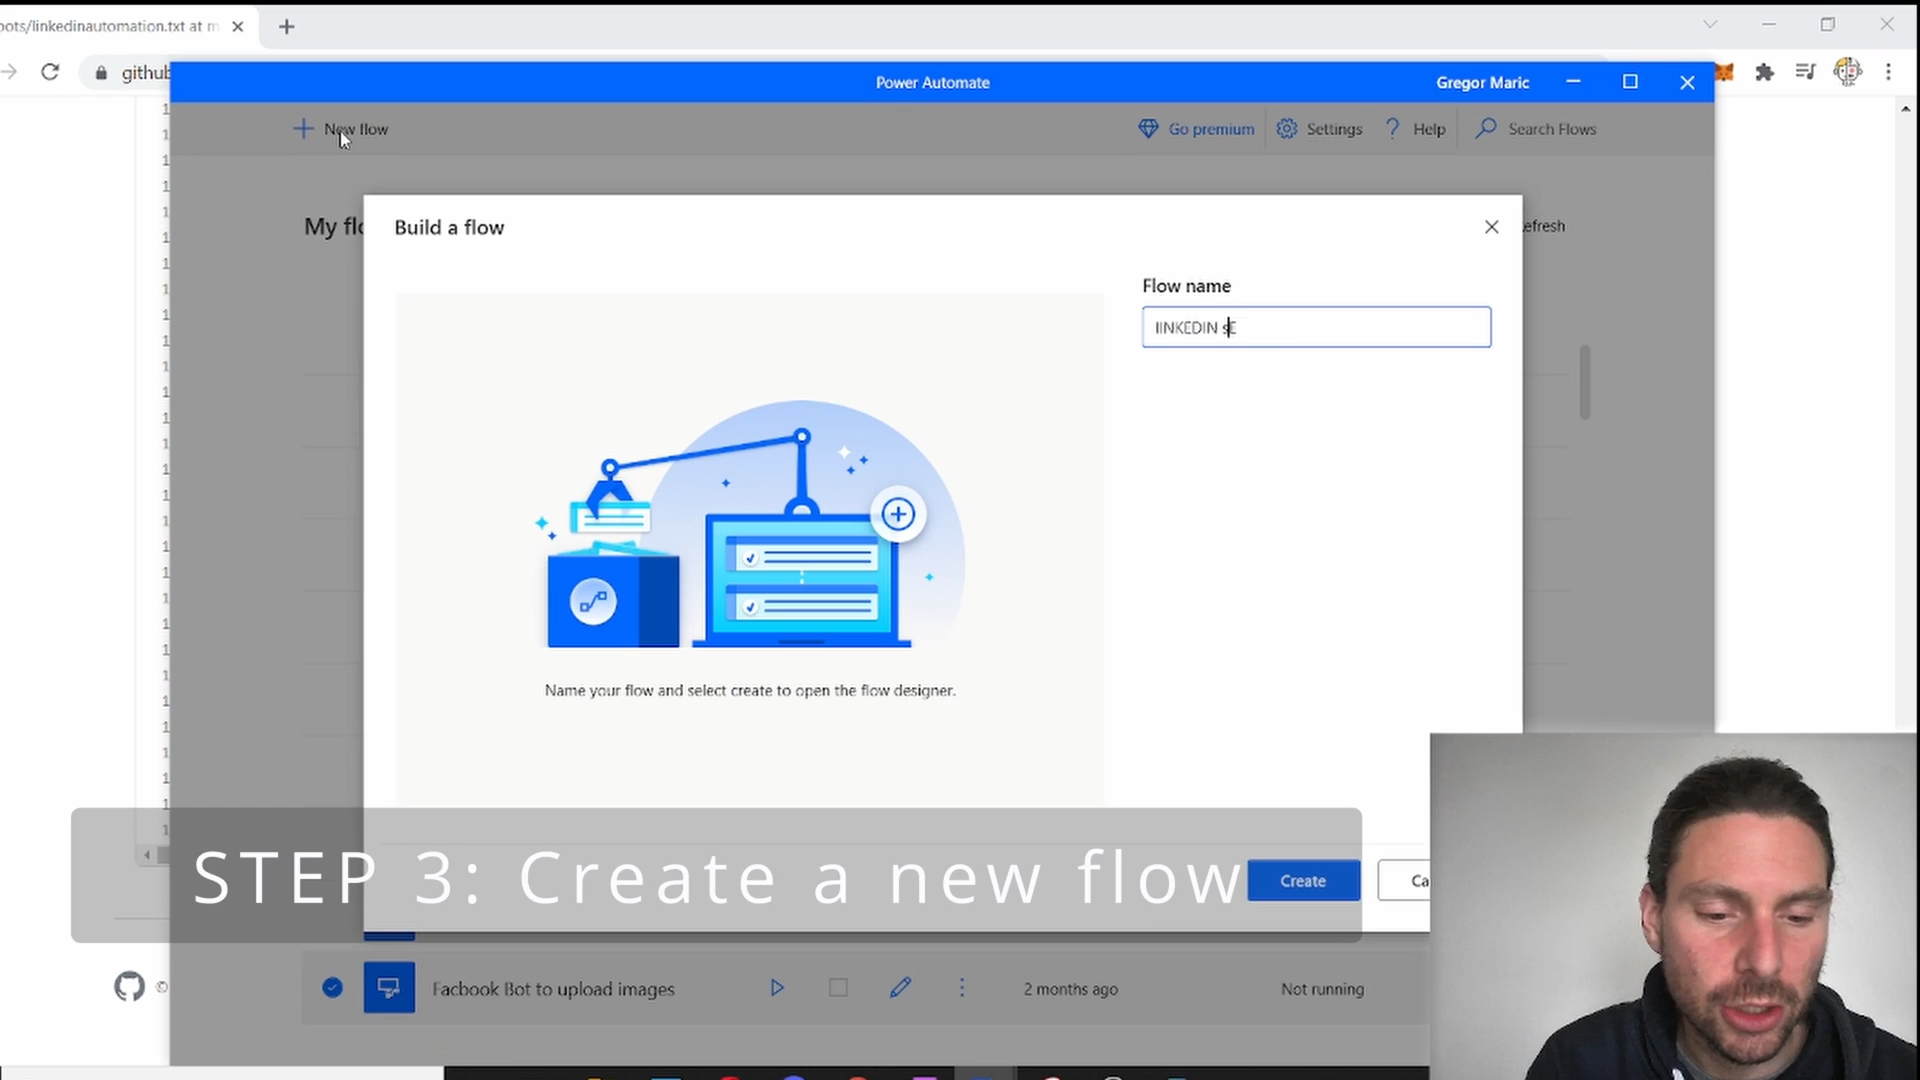 ots/linkedinautomation.txt at m
github
Power Automate
Gregor Maric
New flow
Go premium
Settings
Help
Search Flows
My flo
efresh
Build a flow
Flow name
lINKEDIN sE
Name your flow and select create to open the flow designer.
STEP 3: Create a new flow
Create
Ca
Facbook Bot to upload images
2 months ago
Not running
©